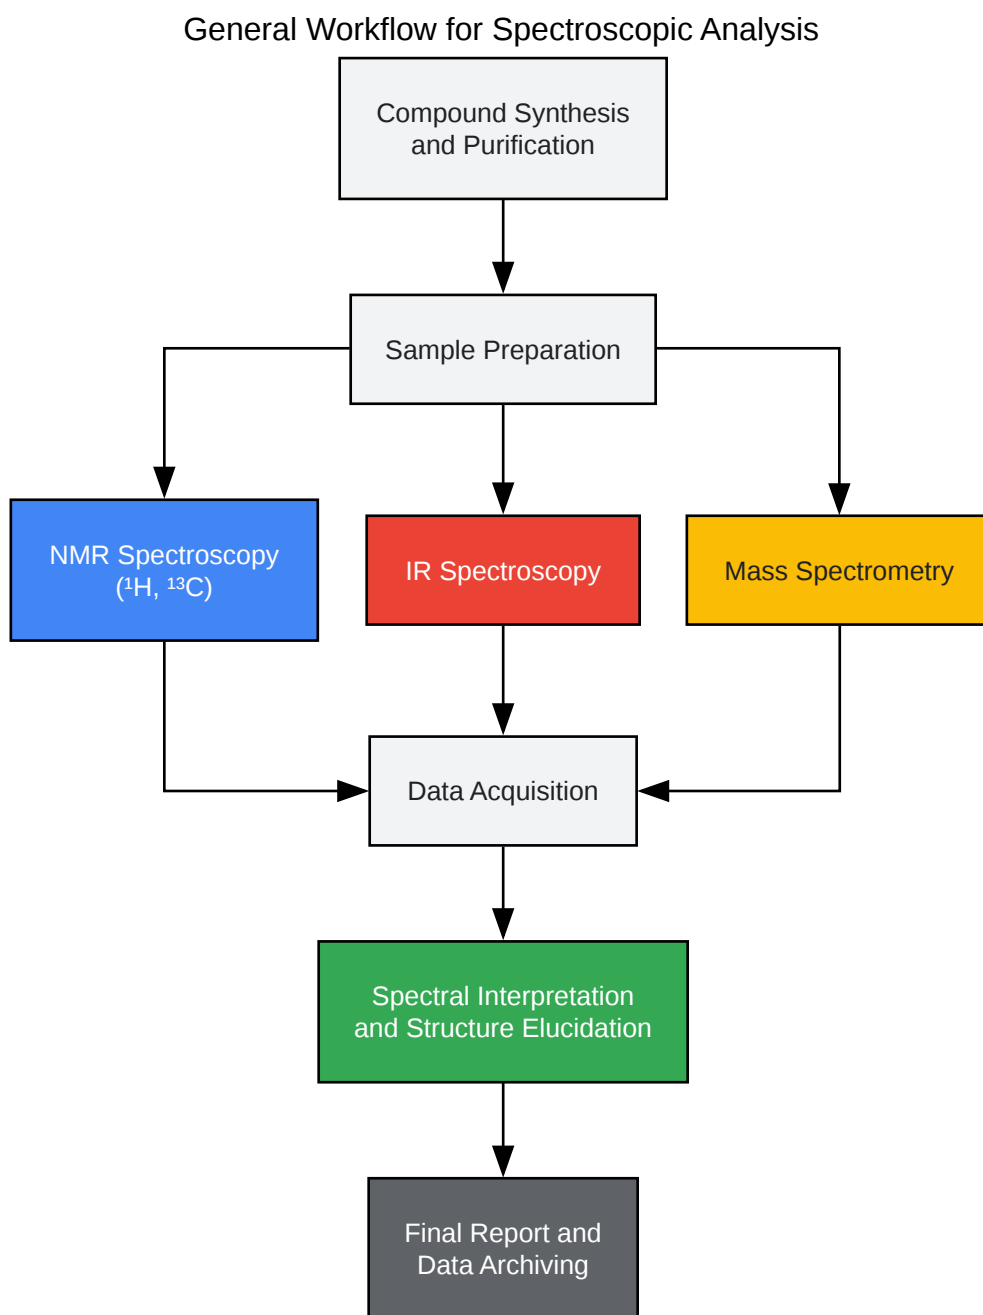 General Workflow for Spectroscopic Analysis
Compound Synthesis
and Purification
Sample Preparation
NMR Spectroscopy
(¹H, ¹³C)
IR Spectroscopy
Mass Spectrometry
Data Acquisition
Spectral Interpretation
and Structure Elucidation
Final Report and
Data Archiving